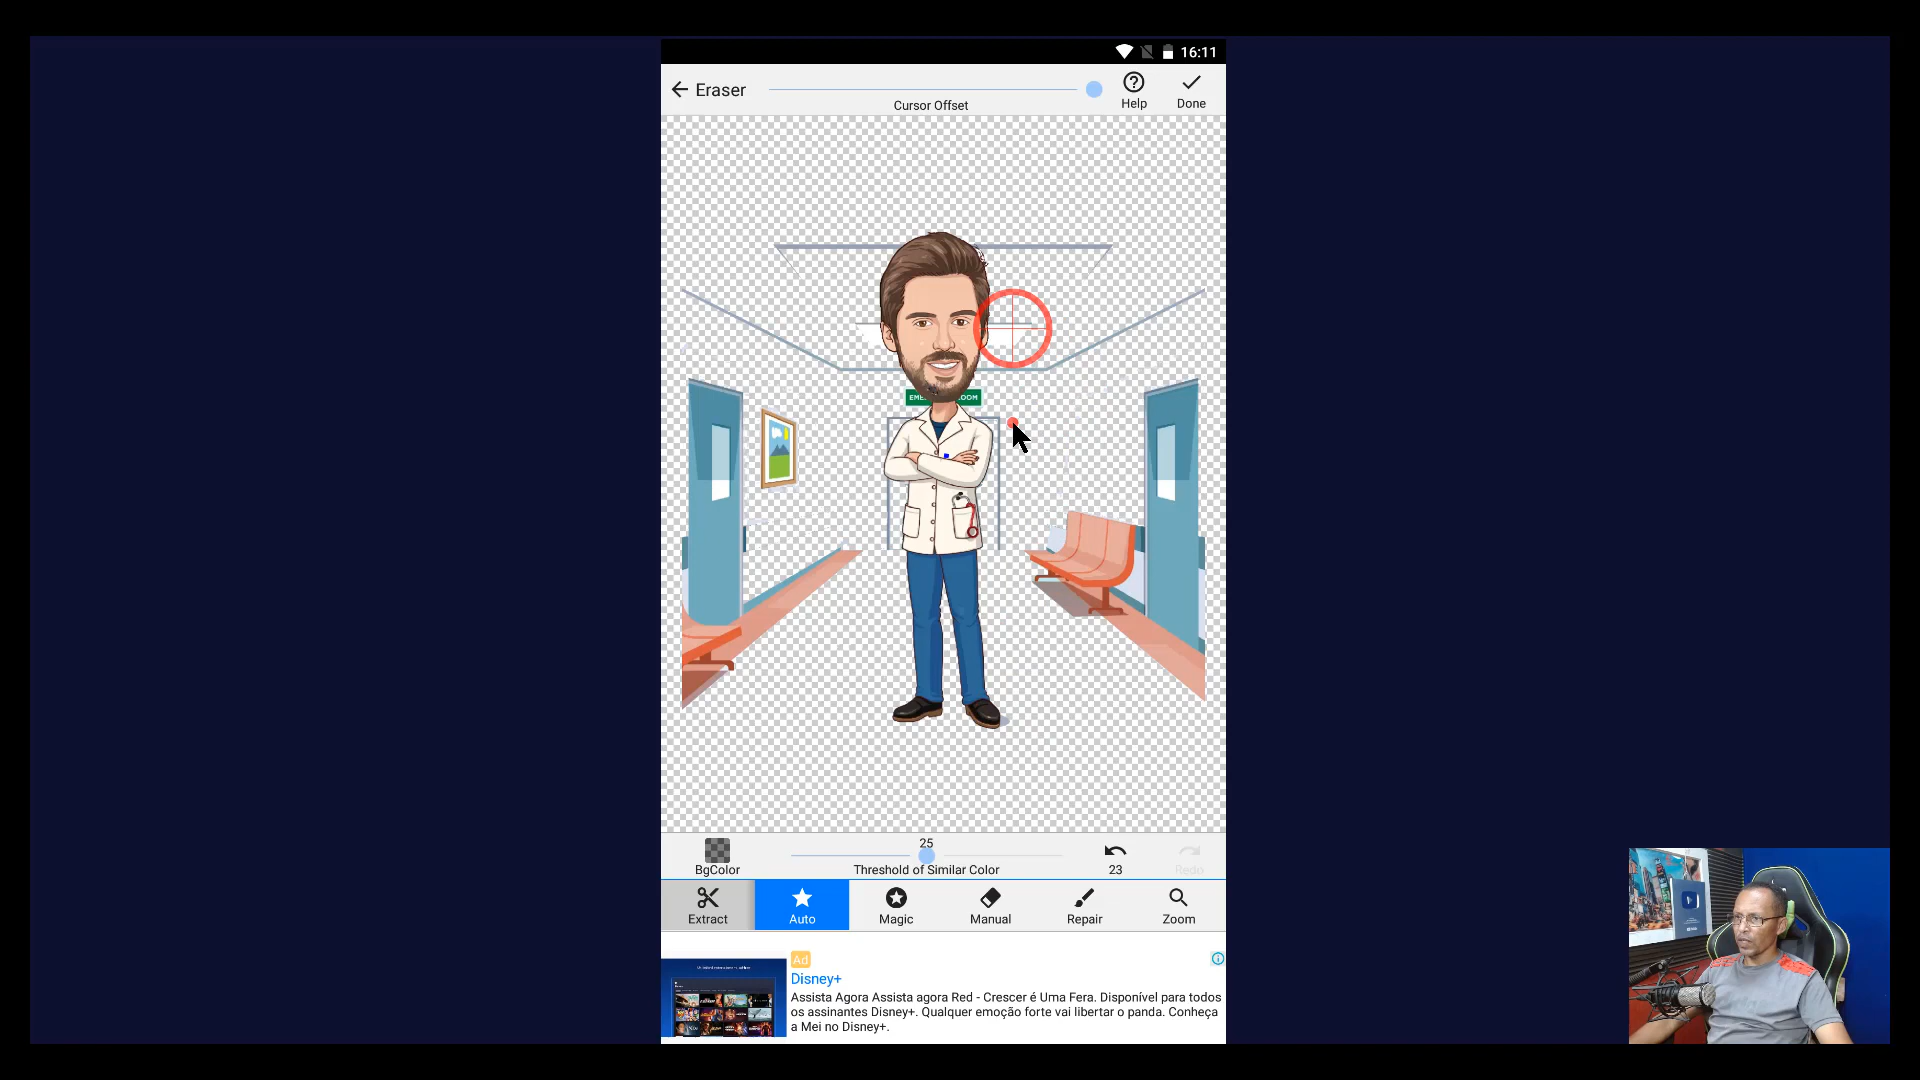 16:11
Eraser
Cursor Offset
Help
Done
EME OOM
25
BgColor
Threshold of Similar Color
23
Redo
Extract
Auto
Magic
Manual
Repair
Zoom
Ad
Disney+
Assista Agora Assista agora Red - Crescer é Uma Fera. Disponível para todos
os assinantes Disney+. Qualquer emoção forte vai libertar o panda. Conheça
a Mei no Disney+.